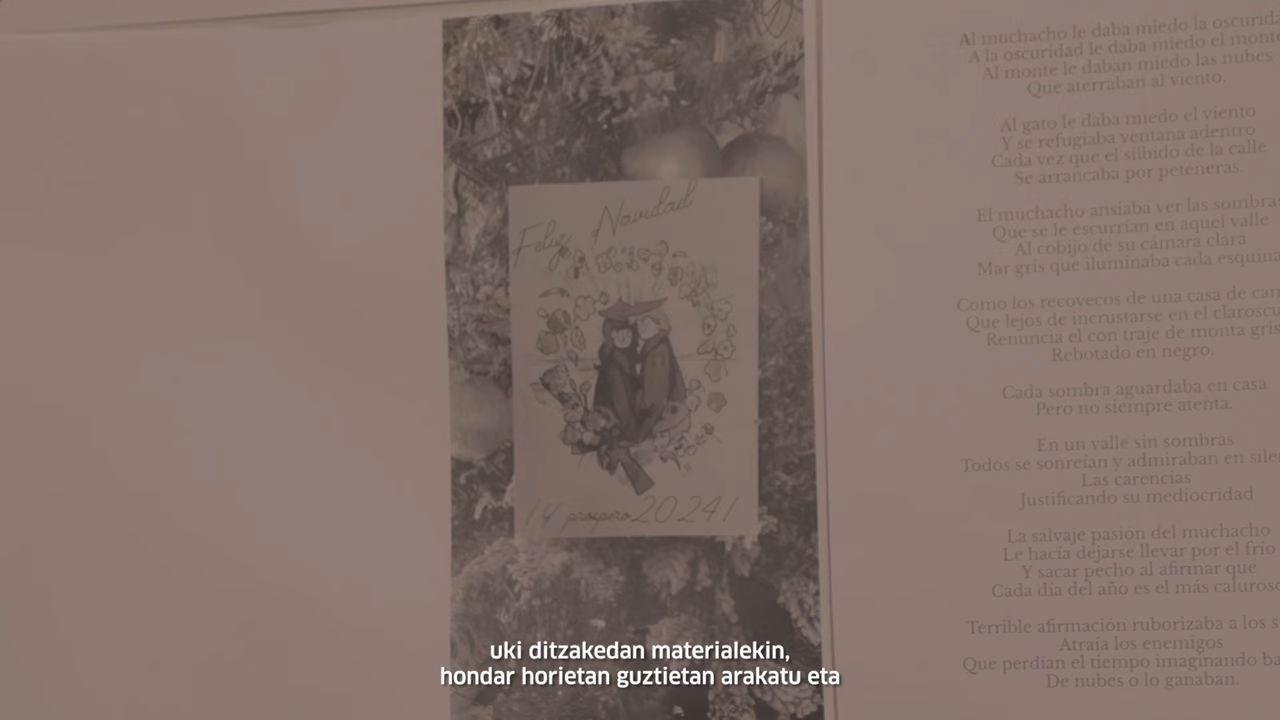 Feliz Navidad
14 prospero 2024!
Al muchacho le daba miedo la
A la oscuridad le daba miedo el
Al monte le daban miedo las nubes
Que aterraban al viento.
Al gato le daba miedo el viento
Y se refugiaba ventana adentro
Cada vez que el silbido de la calle
Se arrancaba por peteneras.
El muchacho ansiaba ver las sombras
Que se le escurrían en aquel valle
Al cobijo de su cámara clara
Mar gris que iluminaba cada esquina
Como los recovecos de una casa de
Que lejos de incrustarse en el
Renuncia el con traje de monta gris
Rebotado en negro.
Cada sombra aguardaba en casa
Pero no siempre atenta.
En un valle sin sombras
Todos se sonreían y admiraban en
Las carencias
Justificando su mediocridad
La salvaje pasión del muchacho
Le hacía dejarse llevar por el frío
Y sacar pecho al afirmar que
Cada día del año es el más
Terrible afirmación ruborizaba a los
Atraía los enemigos
Que perdían el tiempo imaginando
De nubes o lo ganaban.
uki ditzakedan materialekin,
hondar horietan guztietan arakatu eta